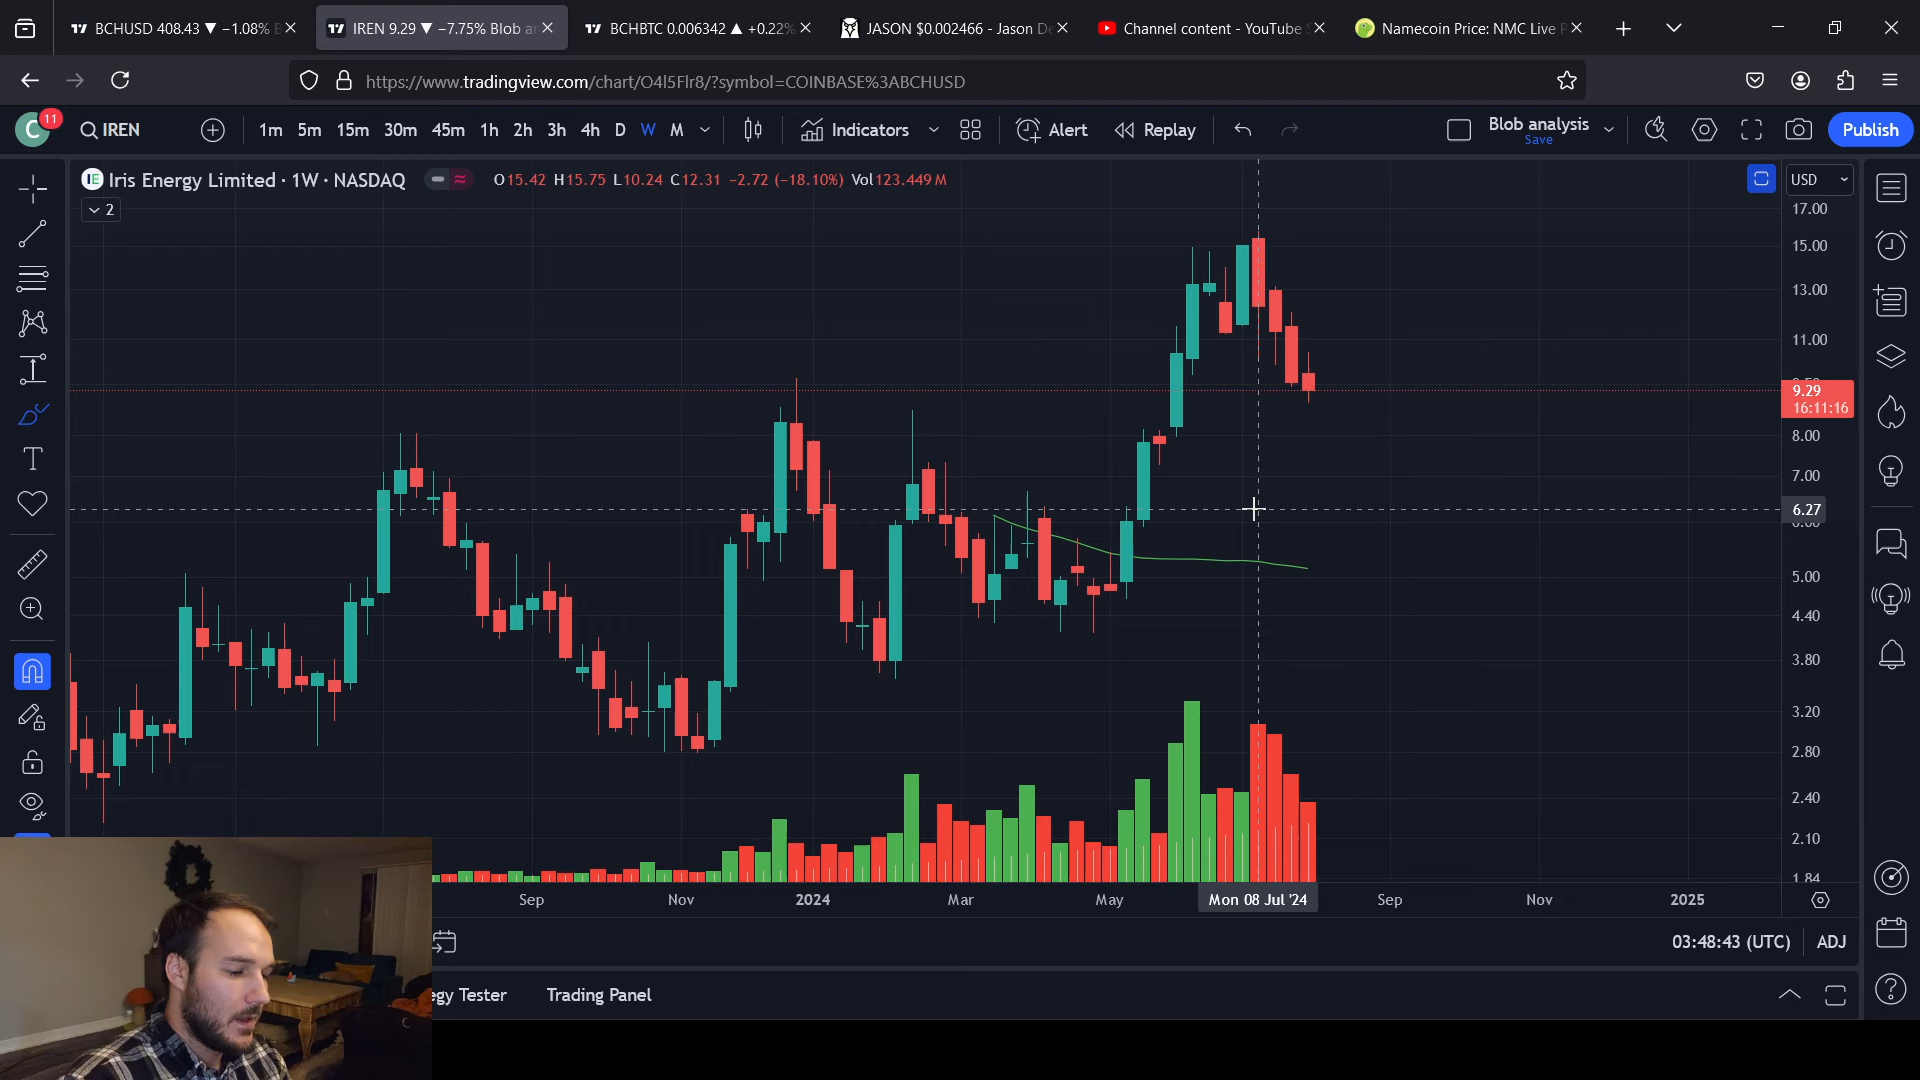 BCHUSD 408.43 ▼ −1.08%
IREN 9.29 ▼ −7.75% Blob
BCHBTC 0.006342 ▲ +0.22%
JASON $0.002466 - Jason
Channel content - YouTube
Namecoin Price: NMC Live
https://www.tradingview.com/chart/O4l5Flr8/?symbol=COINBASE%3ABCHUSD
C 11 IREN 1m 5m 15m 30m 45m 1h 2h 3h 4h D W M Indicators Alert Replay Blob analysis Publish
Save
IE Iris Energy Limited · 1W · NASDAQ O15.42 H15.75 L10.24 C12.31 −2.72 (−18.10%) Vol123.449 M USD
2
17.00
15.00
13.00
11.00
9.29
16:11:16
8.00
7.00
6.27
5.00
4.40
3.80
3.20
2.80
2.40
2.10
1.84
Sep Nov 2024 Mar May Mon 08 Jul '24 Sep Nov 2025
03:48:43 (UTC) ADJ
egy Tester Trading Panel